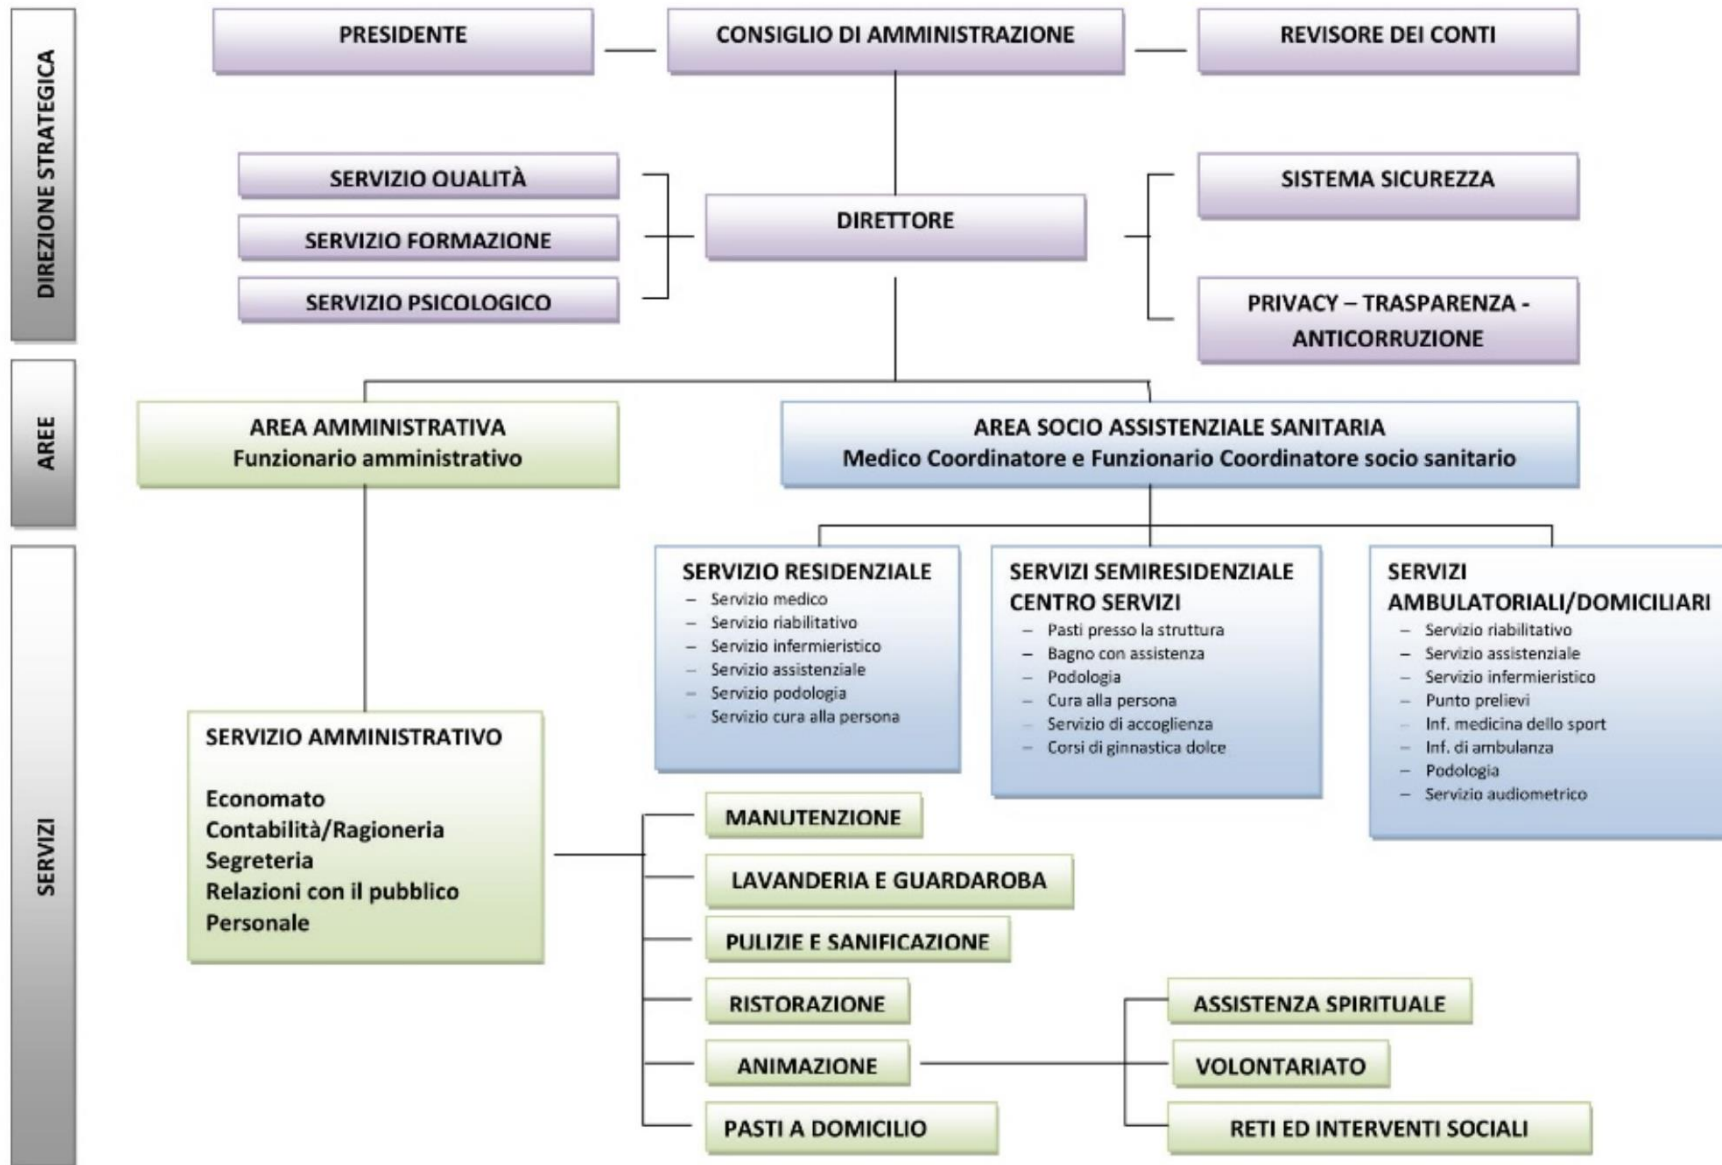 DIREZIONE STRATEGICA
PRESIDENTE
CONSIGLIO DI AMMINISTRAZIONE
REVISORE DEI CONTI
SERVIZIO QUALITÀ
SERVIZIO FORMAZIONE
SERVIZIO PSICOLOGICO
DIRETTORE
SISTEMA SICUREZZA
PRIVACY – TRASPARENZA -
ANTICORRUZIONE
AREE
AREA AMMINISTRATIVA
Funzionario amministrativo
AREA SOCIO ASSISTENZIALE SANITARIA
Medico Coordinatore e Funzionario Coordinatore socio sanitario
SERVIZI
SERVIZIO RESIDENZIALE
– Servizio medico
– Servizio riabilitativo
– Servizio infermieristico
– Servizio assistenziale
– Servizio podologia
– Servizio cura alla persona
SERVIZI SEMIRESIDENZIALE
CENTRO SERVIZI
– Pasti presso la struttura
– Bagno con assistenza
– Podologia
– Cura alla persona
– Servizio di accoglienza
– Corsi di ginnastica dolce
SERVIZI
AMBULATORIALI/DOMICILIARI
– Servizio riabilitativo
– Servizio assistenziale
– Servizio infermieristico
– Punto prelievi
– Inf. medicina dello sport
– Inf. di ambulanza
– Podologia
– Servizio audiometrico
SERVIZIO AMMINISTRATIVO
Economato
Contabilità/Ragioneria
Segreteria
Relazioni con il pubblico
Personale
MANUTENZIONE
LAVANDERIA E GUARDAROBA
PULIZIE E SANIFICAZIONE
RISTORAZIONE
ANIMAZIONE
PASTI A DOMICILIO
ASSISTENZA SPIRITUALE
VOLONTARIATO
RETI ED INTERVENTI SOCIALI